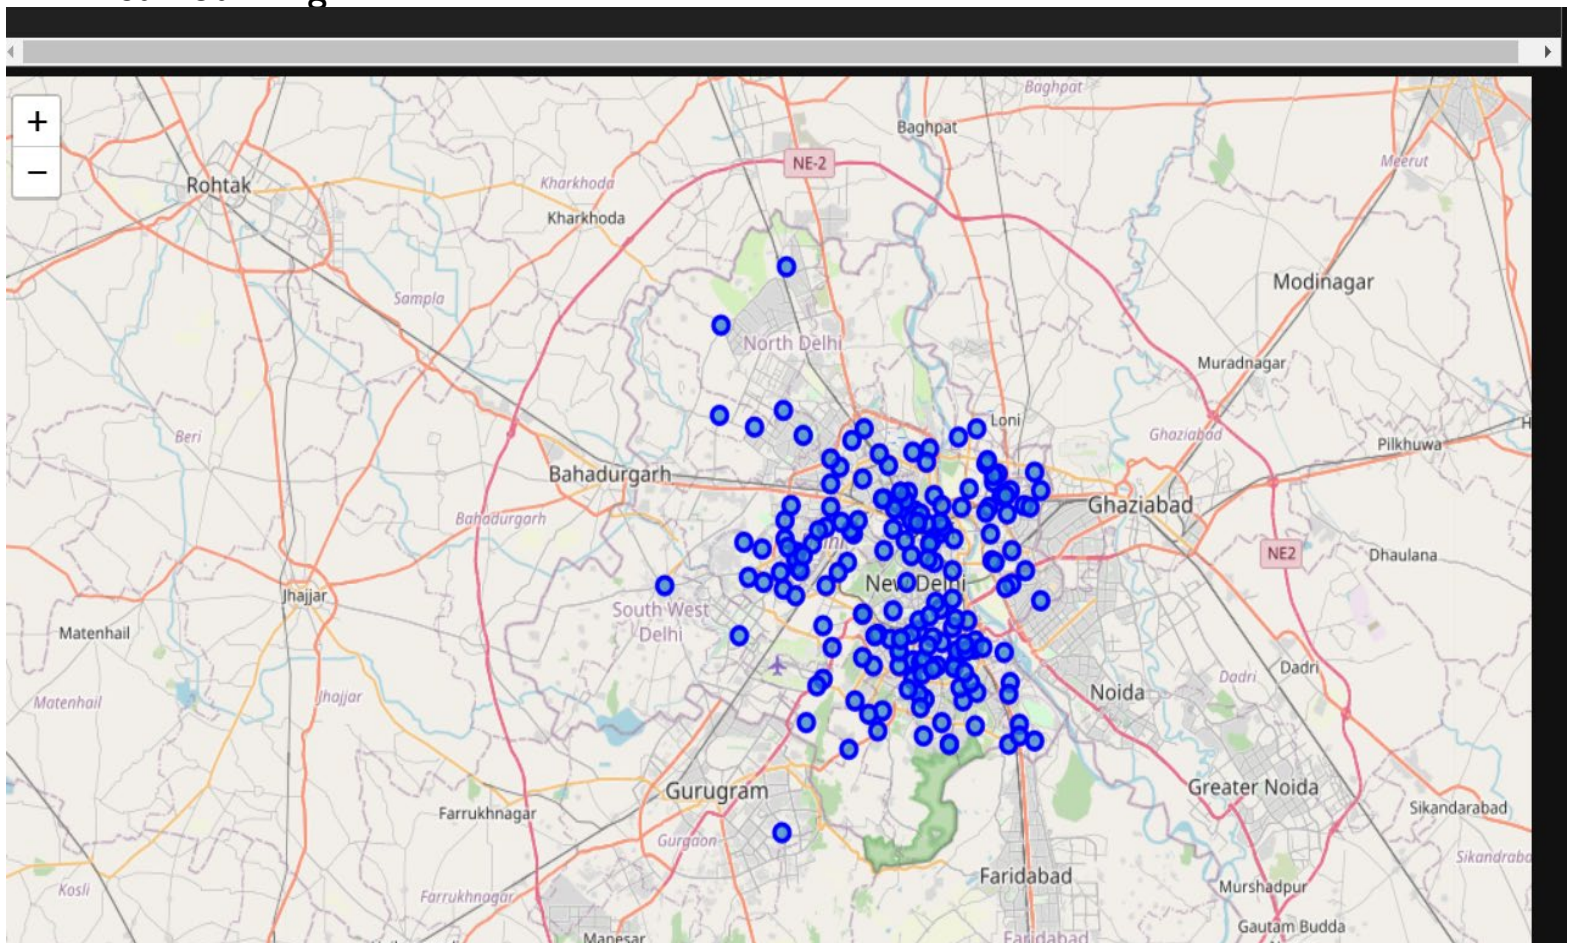 +
−
Baghpat
Baghpat
NE-2
Meerut
Rohtak
Kharkhoda
Kharkhoda
Modinagar
Sampla
North Delhi
Muradnagar
Loni
Beri
Ghaziabad
Pilkhuwa
Bahadurgarh
Ghaziabad
Bahadurgarh
NE2
Dhaulana
New Delhi
Jhajjar
South West
Delhi
Matenhail
Dadri
Dadri
Noida
Matenhail
Jhajjar
Gurugram
Greater Noida
Farrukhnagar
Sikandarabad
Gurgaon
Sikandraba
Faridabad
Kosli
Farrukhnagar
Murshadpur
Gautam Budda
Manesar
Faridabad